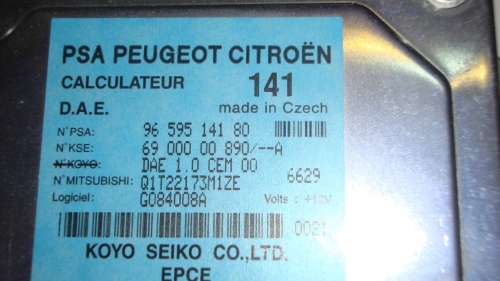 PSA PEUGEOT CITROËN
CALCULATEUR 141
D.A.E. made in Czech
N°PSA: 96 595 141 80
N°KSE: 69 000 00 890/--A
N°KOYO: DAE 1.0 CEM 00
N°MITSUBISHI: Q1T22173M1ZE 6629
Logiciel: G084008A Volts : +12V
0021
KOYO SEIKO CO.,LTD.
EPCE